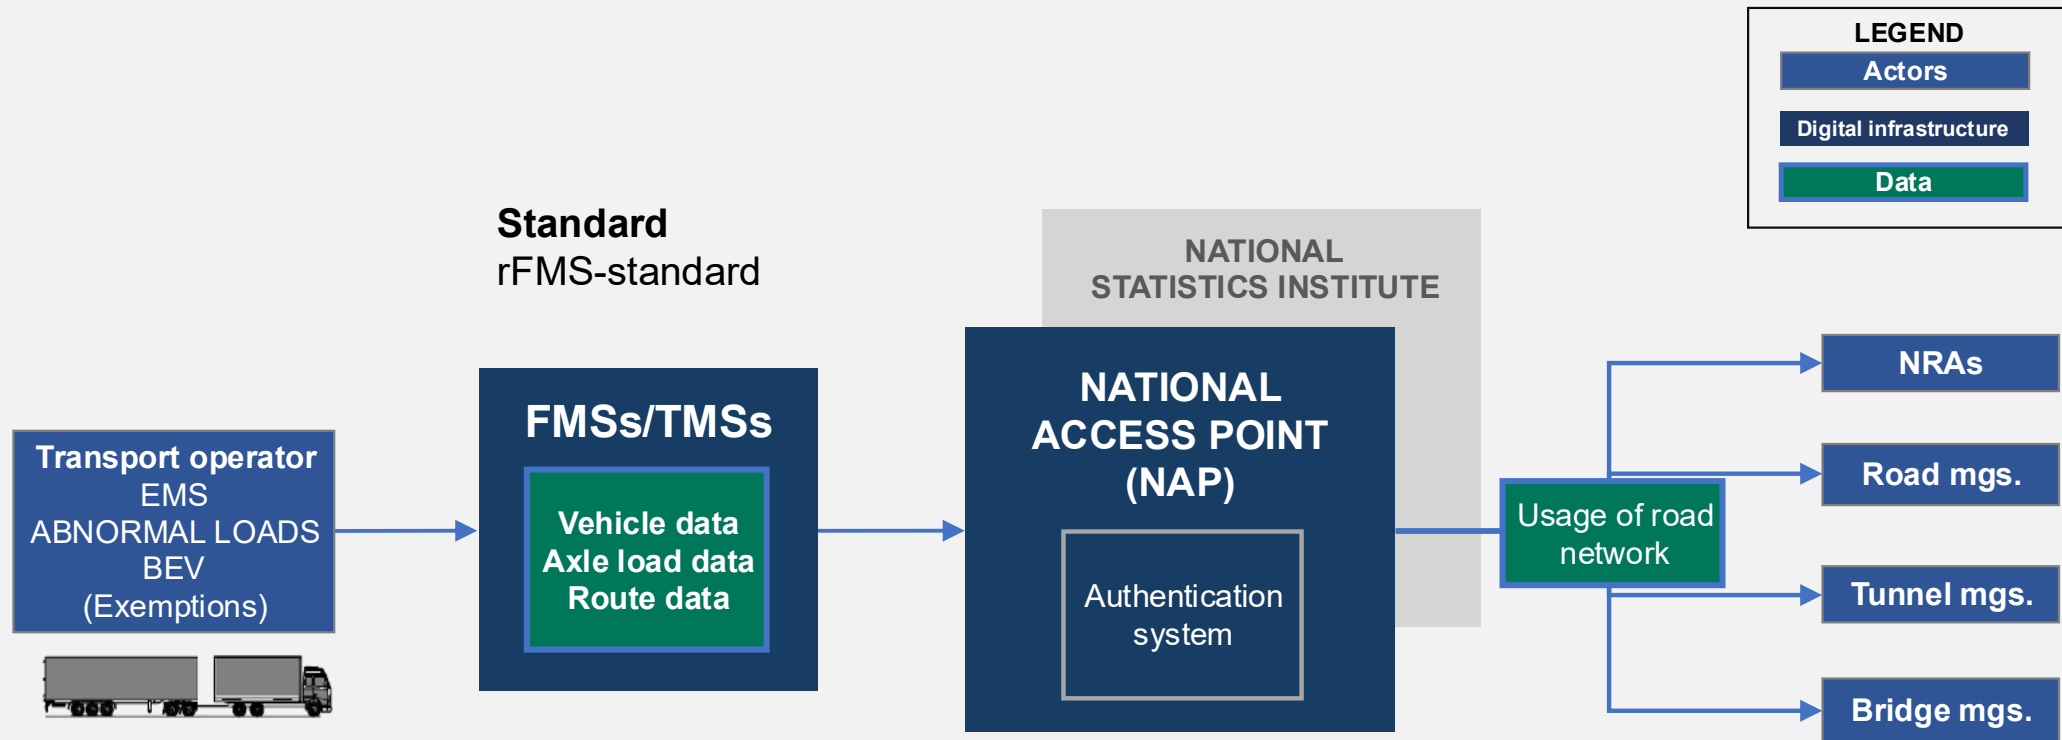 LEGEND
Actors
Digital infrastructure
Data
Standard
rFMS-standard
NATIONAL
STATISTICS INSTITUTE
Transport operator
EMS
ABNORMAL LOADS
BEV
(Exemptions)
FMSs/TMSs
Vehicle data
Axle load data
Route data
NATIONAL
ACCESS POINT
(NAP)
Authentication
system
Usage of road
network
NRAs
Road mgs.
Tunnel mgs.
Bridge mgs.